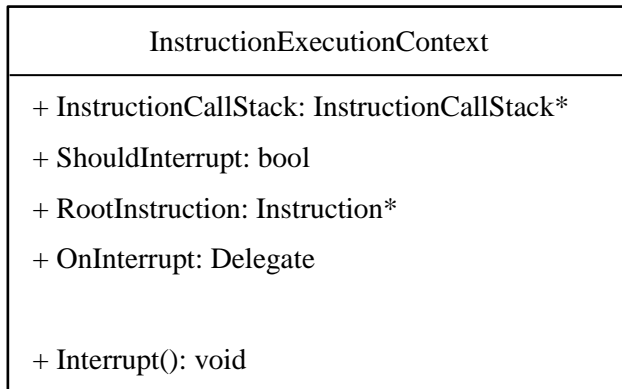 InstructionExecutionContext
+ InstructionCallStack: InstructionCallStack*
+ ShouldInterrupt: bool
+ RootInstruction: Instruction*
+ OnInterrupt: Delegate
+ Interrupt(): void